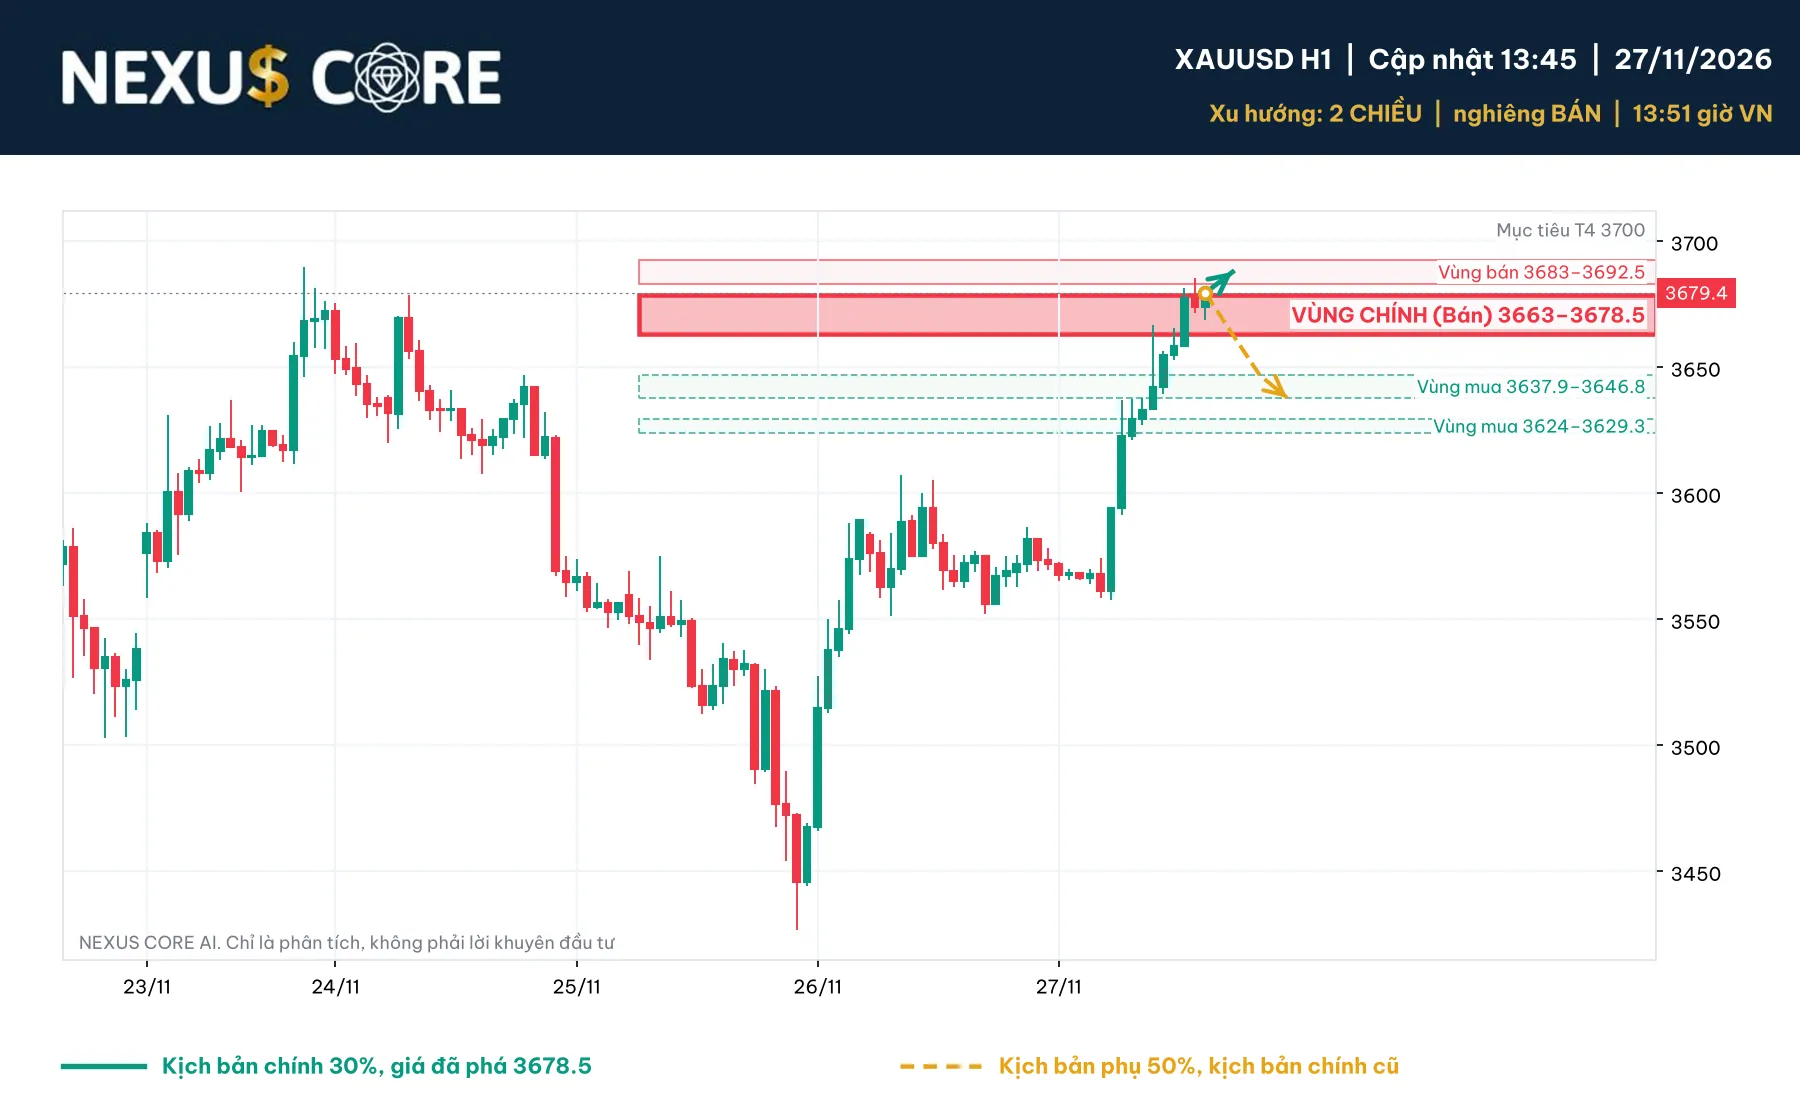 NEXU$ CORE
XAUUSD H1 | Cập nhật 13:45 | 27/11/2026
Xu hướng: 2 CHIỀU | nghiêng BÁN | 13:51 giờ VN
Mục tiêu T4 3700
3700
Vùng bán 3683–3692.5
3679.4
VÙNG CHÍNH (Bán) 3663–3678.5
3650
Vùng mua 3637.9–3646.8
Vùng mua 3624–3629.3
3600
3550
3500
3450
NEXUS CORE AI. Chỉ là phân tích, không phải lời khuyên đầu tư
23/11 24/11 25/11 26/11 27/11
Kịch bản chính 30%, giá đã phá 3678.5
Kịch bản phụ 50%, kịch bản chính cũ